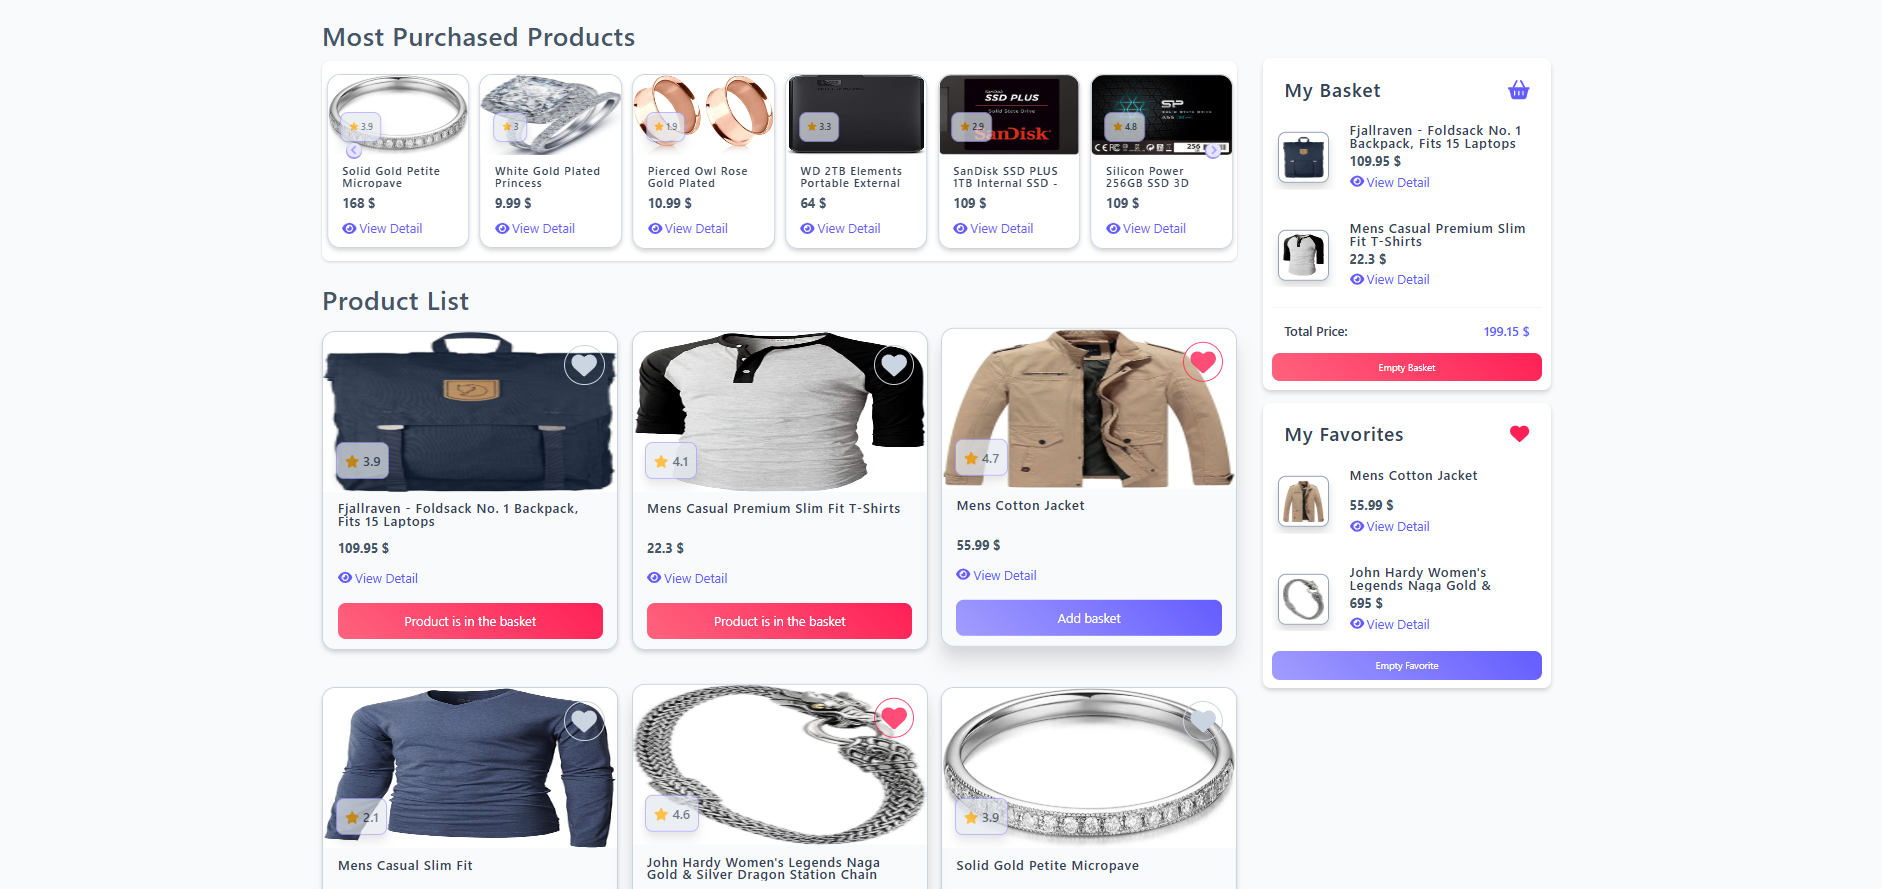 Most Purchased Products
3.9
Solid Gold Petite
Micropave
168 $
View Detail
3
White Gold Plated
Princess
9.99 $
View Detail
1.9
Pierced Owl Rose
Gold Plated
10.99 $
View Detail
3.3
WD 2TB Elements
Portable External
64 $
View Detail
SanDisk
SSD PLUS
Solid State Drive
2.9
SanDisk
SanDisk SSD PLUS
1TB Internal SSD -
109 $
View Detail
SP
4.8
256
Silicon Power
256GB SSD 3D
109 $
View Detail
Product List
3.9
Fjallraven - Foldsack No. 1 Backpack,
Fits 15 Laptops
109.95 $
View Detail
Product is in the basket
4.1
Mens Casual Premium Slim Fit T-Shirts
22.3 $
View Detail
Product is in the basket
4.7
Mens Cotton Jacket
55.99 $
View Detail
Add basket
2.1
Mens Casual Slim Fit
4.6
John Hardy Women's Legends Naga
Gold & Silver Dragon Station Chain
3.9
Solid Gold Petite Micropave
My Basket
Fjallraven - Foldsack No. 1
Backpack, Fits 15 Laptops
109.95 $
View Detail
Mens Casual Premium Slim
Fit T-Shirts
22.3 $
View Detail
Total Price: 199.15 $
Empty Basket
My Favorites
Mens Cotton Jacket
55.99 $
View Detail
John Hardy Women's
Legends Naga Gold &
695 $
View Detail
Empty Favorite